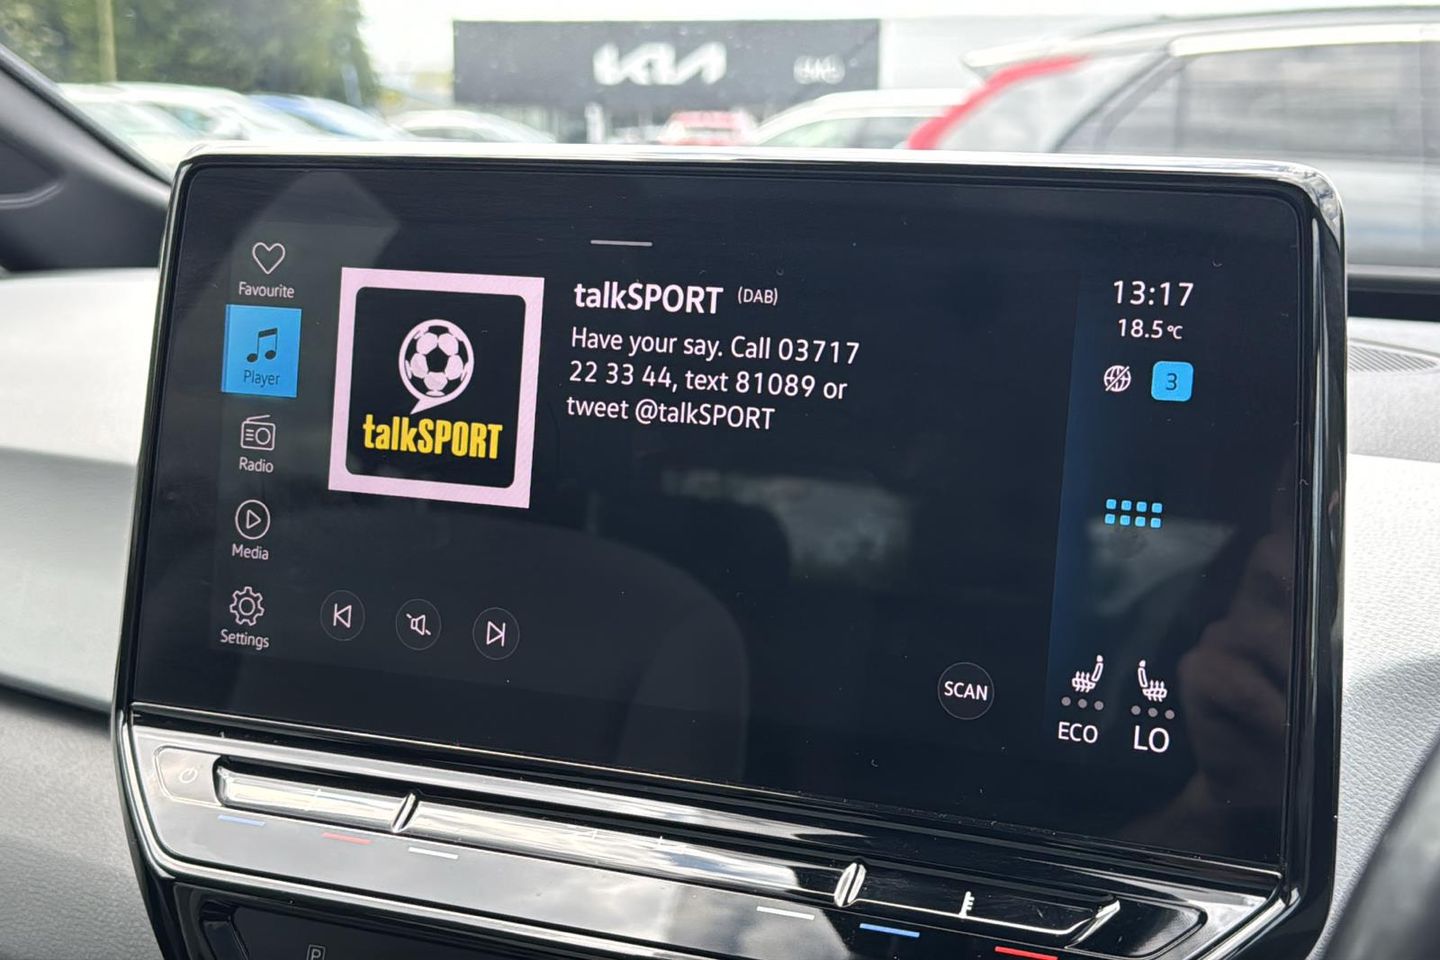 KIA
Favourite
Player
Radio
Media
Settings
talkSPORT
talkSPORT (DAB)
Have your say. Call 03717
22 33 44, text 81089 or
tweet @talkSPORT
13:17
18.5°C
3
SCAN
ECO
LO
P